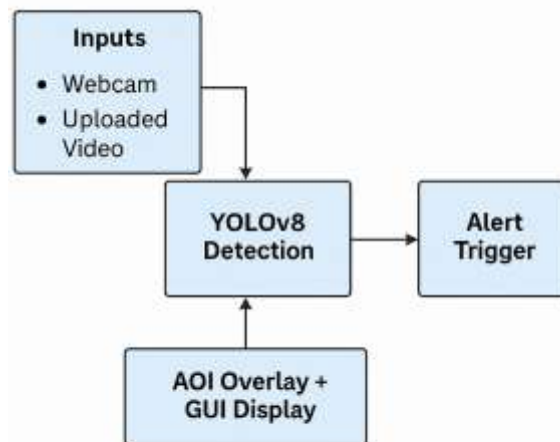 Inputs
• Webcam
• Uploaded
Video
YOLOv8
Detection
Alert
Trigger
AOI Overlay +
GUI Display